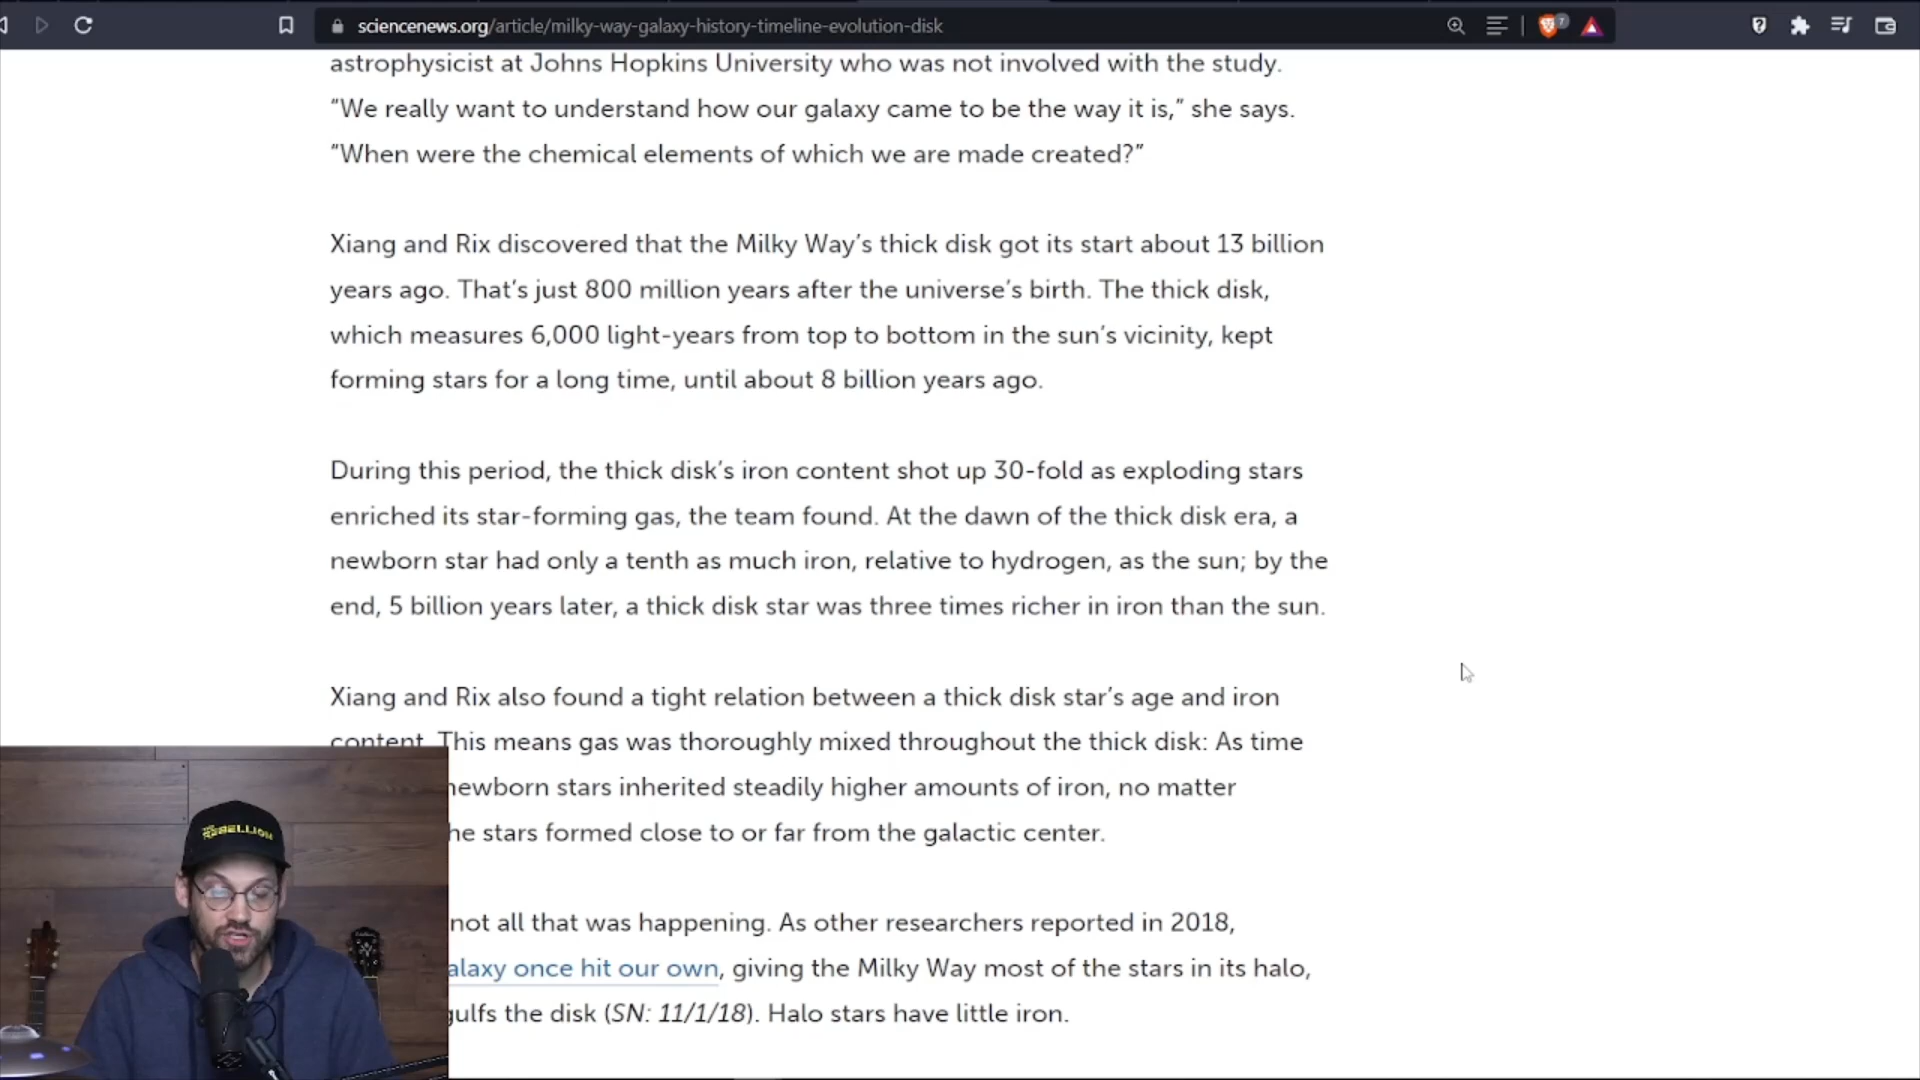 sciencenews.org/article/milky-way-galaxy-history-timeline-evolution-disk
7
astrophysicist at Johns Hopkins University who was not involved with the study.
“We really want to understand how our galaxy came to be the way it is,” she says.
“When were the chemical elements of which we are made created?”
Xiang and Rix discovered that the Milky Way’s thick disk got its start about 13 billion
years ago. That’s just 800 million years after the universe’s birth. The thick disk,
which measures 6,000 light-years from top to bottom in the sun’s vicinity, kept
forming stars for a long time, until about 8 billion years ago.
During this period, the thick disk’s iron content shot up 30-fold as exploding stars
enriched its star-forming gas, the team found. At the dawn of the thick disk era, a
newborn star had only a tenth as much iron, relative to hydrogen, as the sun; by the
end, 5 billion years later, a thick disk star was three times richer in iron than the sun.
Xiang and Rix also found a tight relation between a thick disk star’s age and iron
content. This means gas was thoroughly mixed throughout the thick disk: As time
newborn stars inherited steadily higher amounts of iron, no matter
he stars formed close to or far from the galactic center.
not all that was happening. As other researchers reported in 2018,
alaxy once hit our own, giving the Milky Way most of the stars in its halo,
gulfs the disk (SN: 11/1/18). Halo stars have little iron.
THE
REBELLION